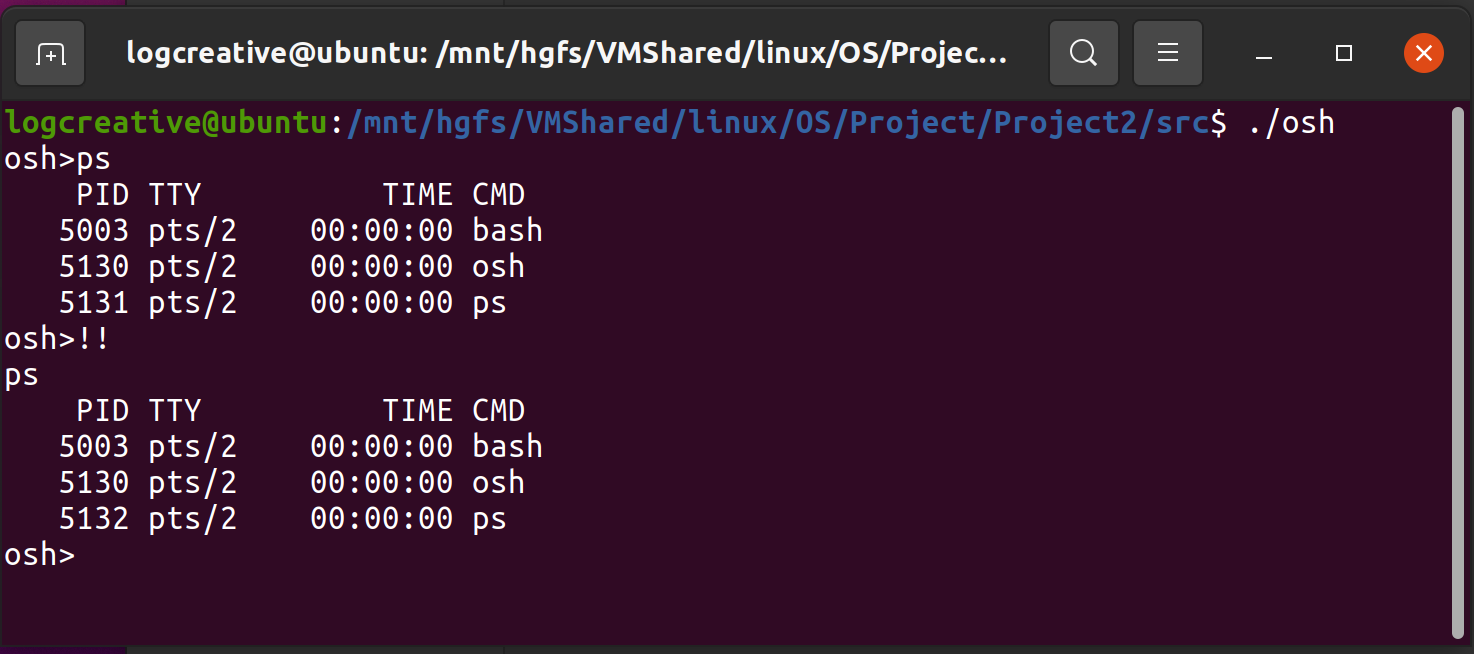 logcreative@ubuntu: /mnt/hgfs/VMShared/linux/OS/Projec...
logcreative@ubuntu:/mnt/hgfs/VMShared/linux/OS/Project/Project2/src$ ./osh
osh>ps
    PID TTY          TIME CMD
   5003 pts/2    00:00:00 bash
   5130 pts/2    00:00:00 osh
   5131 pts/2    00:00:00 ps
osh>!!
ps
    PID TTY          TIME CMD
   5003 pts/2    00:00:00 bash
   5130 pts/2    00:00:00 osh
   5132 pts/2    00:00:00 ps
osh>